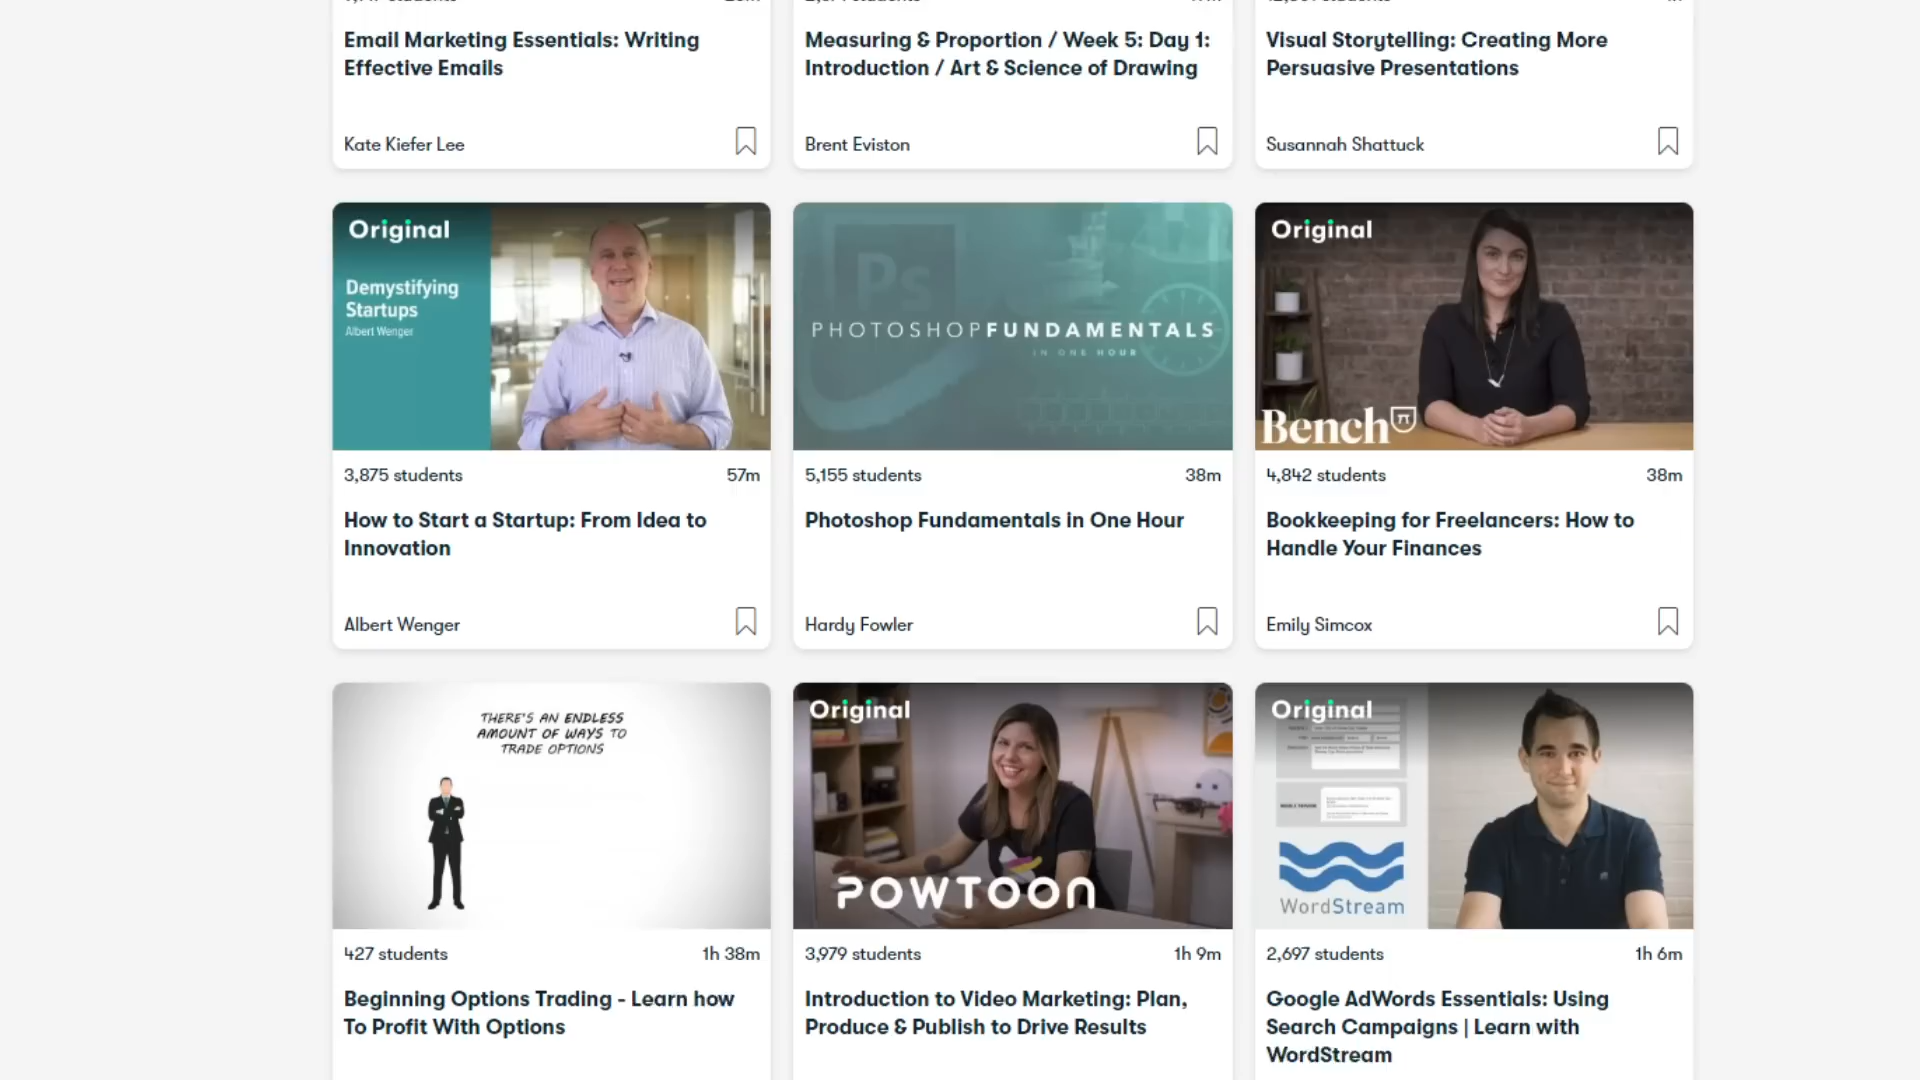 Email Marketing Essentials: Writing
Effective Emails
Kate Kiefer Lee
Measuring & Proportion / Week 5: Day 1:
Introduction / Art & Science of Drawing
Brent Eviston
Visual Storytelling: Creating More
Persuasive Presentations
Susannah Shattuck
Original
Demystifying
Startups
Albert Wenger
3,875 students
57m
How to Start a Startup: From Idea to
Innovation
Albert Wenger
Ps
PHOTOSHOPFUNDAMENTALS
IN ONE HOUR
5,155 students
38m
Photoshop Fundamentals in One Hour
Hardy Fowler
Original
Bench
4,842 students
38m
Bookkeeping for Freelancers: How to
Handle Your Finances
Emily Simcox
THERE'S AN ENDLESS
AMOUNT OF WAYS TO
TRADE OPTIONS
427 students
1h 38m
Beginning Options Trading - Learn how
To Profit With Options
Original
POWTOON
3,979 students
1h 9m
Introduction to Video Marketing: Plan,
Produce & Publish to Drive Results
Original
WordStream
2,697 students
1h 6m
Google AdWords Essentials: Using
Search Campaigns | Learn with
WordStream